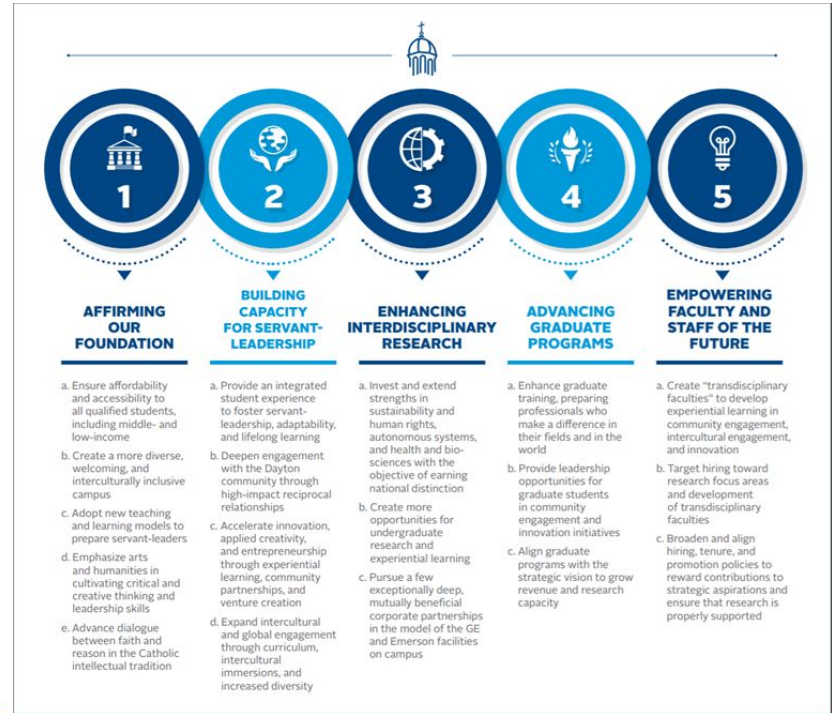 1
AFFIRMING
OUR
FOUNDATION
a. Ensure affordability
and accessibility to
all qualified students,
including middle- and
low-income
b. Create a more diverse,
welcoming, and
interculturally inclusive
campus
c. Adopt new teaching
and learning models to
prepare servant-leaders
d. Emphasize arts
and humanities in
cultivating critical and
creative thinking and
leadership skills
e. Advance dialogue
between faith and
reason in the Catholic
intellectual tradition
2
BUILDING
CAPACITY
FOR SERVANT-
LEADERSHIP
a. Provide an integrated
student experience
to foster servant-
leadership, adaptability,
and lifelong learning
b. Deepen engagement
with the Dayton
community through
high-impact reciprocal
relationships
c. Accelerate innovation,
applied creativity,
and entrepreneurship
through experiential
learning, community
partnerships, and
venture creation
d. Expand intercultural
and global engagement
through curriculum,
intercultural
immersions, and
increased diversity
3
ENHANCING
INTERDISCIPLINARY
RESEARCH
a. Invest and extend
strengths in
sustainability and
human rights,
autonomous systems,
and health and bio-
sciences with the
objective of earning
national distinction
b. Create more
opportunities for
undergraduate
research and
experiential learning
c. Pursue a few
exceptionally deep,
mutually beneficial
corporate partnerships
in the model of the GE
and Emerson facilities
on campus
4
ADVANCING
GRADUATE
PROGRAMS
a. Enhance graduate
training, preparing
professionals who
make a difference in
their fields and in the
world
b. Provide leadership
opportunities for
graduate students
in community
engagement and
innovation initiatives
c. Align graduate
programs with the
strategic vision to grow
revenue and research
capacity
5
EMPOWERING
FACULTY AND
STAFF OF THE
FUTURE
a. Create "transdisciplinary
faculties" to develop
experiential learning in
community engagement,
intercultural engagement,
and innovation
b. Target hiring toward
research focus areas
and development
of transdisciplinary
faculties
c. Broaden and align
hiring, tenure, and
promotion policies to
reward contributions to
strategic aspirations and
ensure that research is
properly supported